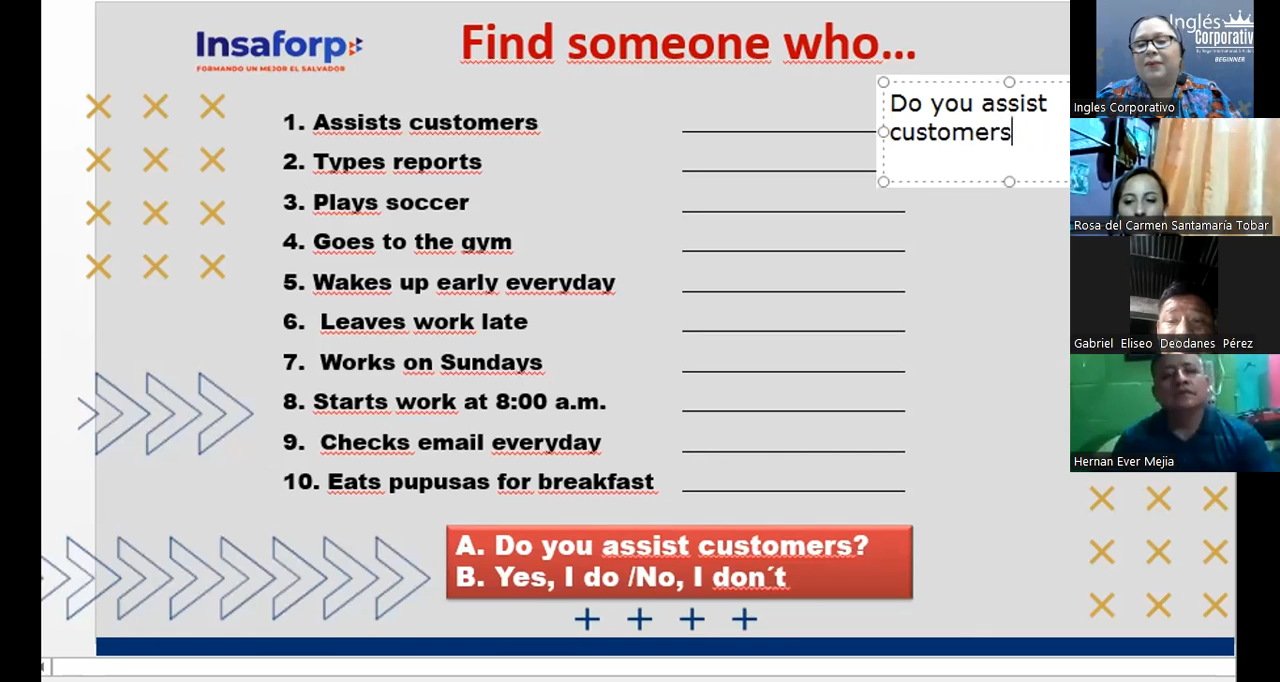 Insaforp
FORMANDO UN MEJOR EL SALVADOR
Find someone who...
Do you assist
customers
1. Assists customers
2. Types reports
3. Plays soccer
4. Goes to the gym
5. Wakes up early everyday
6. Leaves work late
7. Works on Sundays
8. Starts work at 8:00 a.m.
9. Checks email everyday
10. Eats pupusas for breakfast
A. Do you assist customers?
B. Yes, I do /No, I don´t
Inglés
Corporativo
BEGINNER
Ingles Corporativo
Rosa del Carmen Santamaría Tobar
Gabriel Eliseo Deodanes Pérez
Hernan Ever Mejia